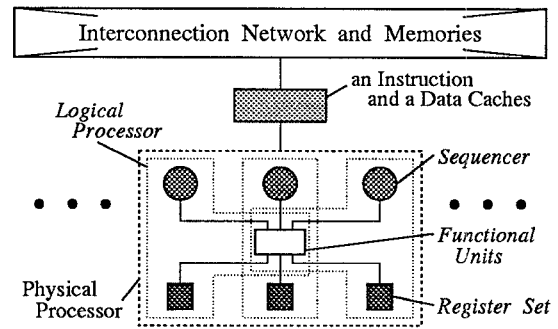 Interconnection Network and Memories
an Instruction
and a Data Caches
Logical
Processor
Sequencer
Functional
Units
Physical
Processor
Register Set